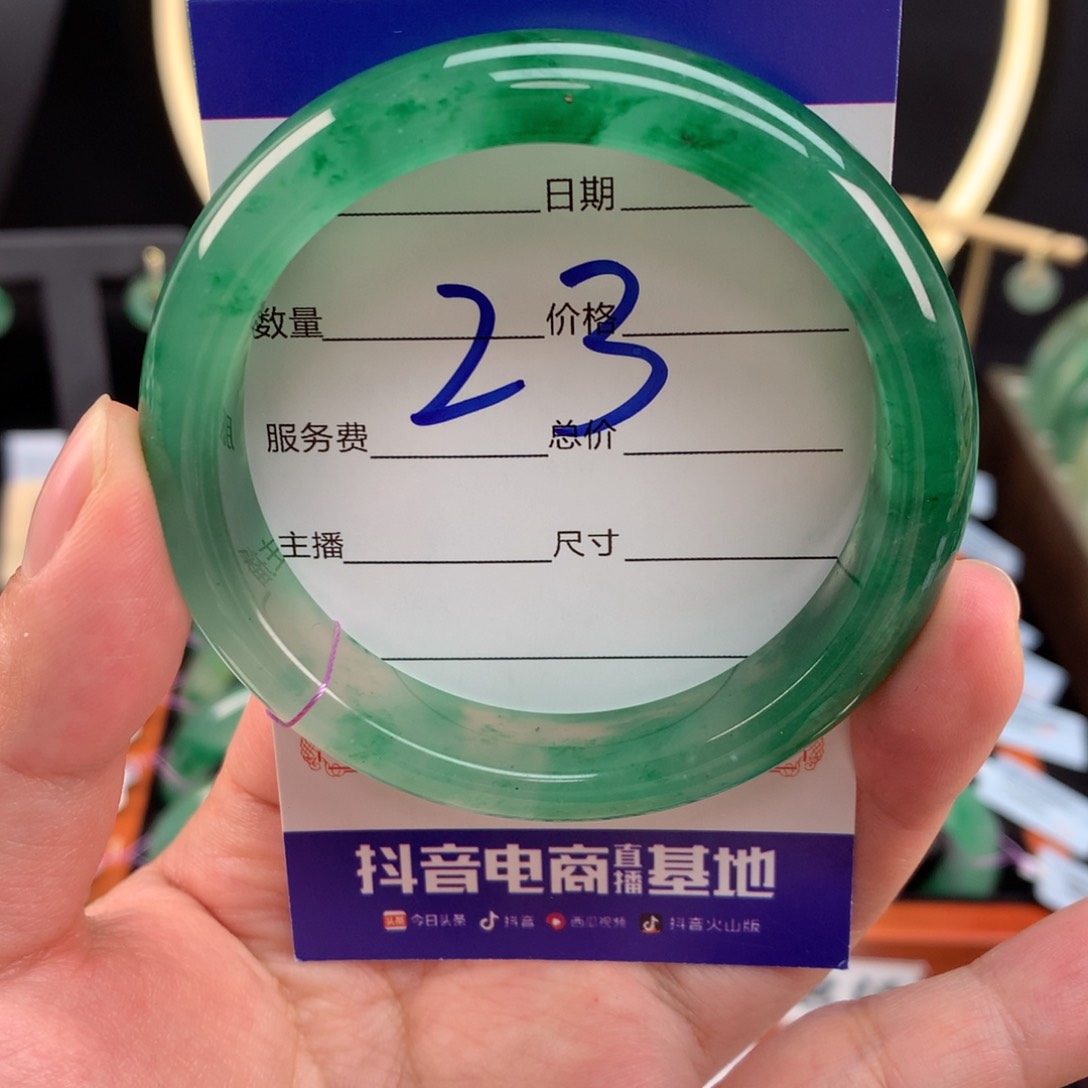 日期
数量 价格
23
服务费 总价
主播 尺寸
抖音电商直播基地
头条 今日头条 抖音 西瓜视频 抖音火山版